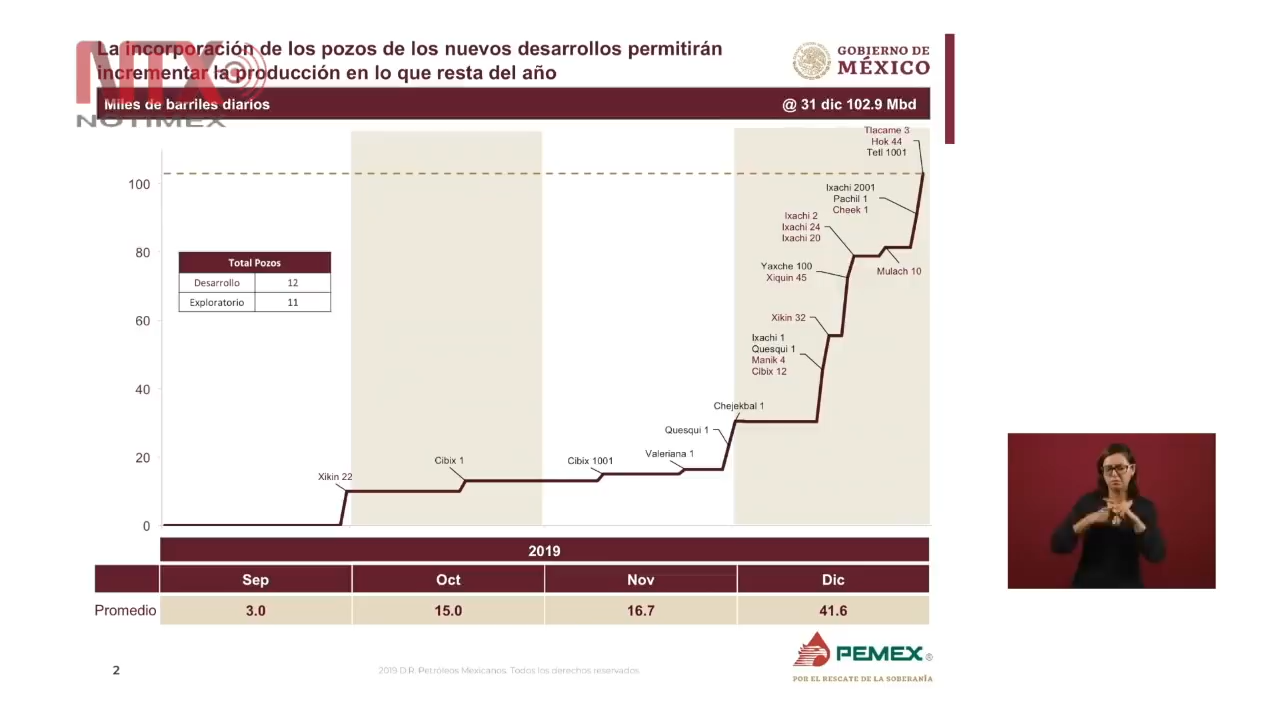 La incorporación de los pozos de los nuevos desarrollos permitirán
incrementar la producción en lo que resta del año
NTX
NOTIMEX
GOBIERNO DE
MÉXICO
Miles de barriles diarios
@ 31 dic 102.9 Mbd
100
80
60
40
20
0
Total Pozos
Desarrollo 12
Exploratorio 11
Xikin 22
Cibix 1
Cibix 1001
Valeriana 1
Quesqui 1
Chejekbal 1
Ixachi 1
Quesqui 1
Manik 4
Cibix 12
Xikin 32
Yaxche 100
Xiquin 45
Ixachi 2
Ixachi 24
Ixachi 20
Mulach 10
Ixachi 2001
Pachil 1
Cheek 1
Tlacame 3
Hok 44
Tetl 1001
2019
Sep Oct Nov Dic
Promedio 3.0 15.0 16.7 41.6
2
2019 D.R. Petróleos Mexicanos. Todos los derechos reservados.
PEMEX®
POR EL RESCATE DE LA SOBERANÍA